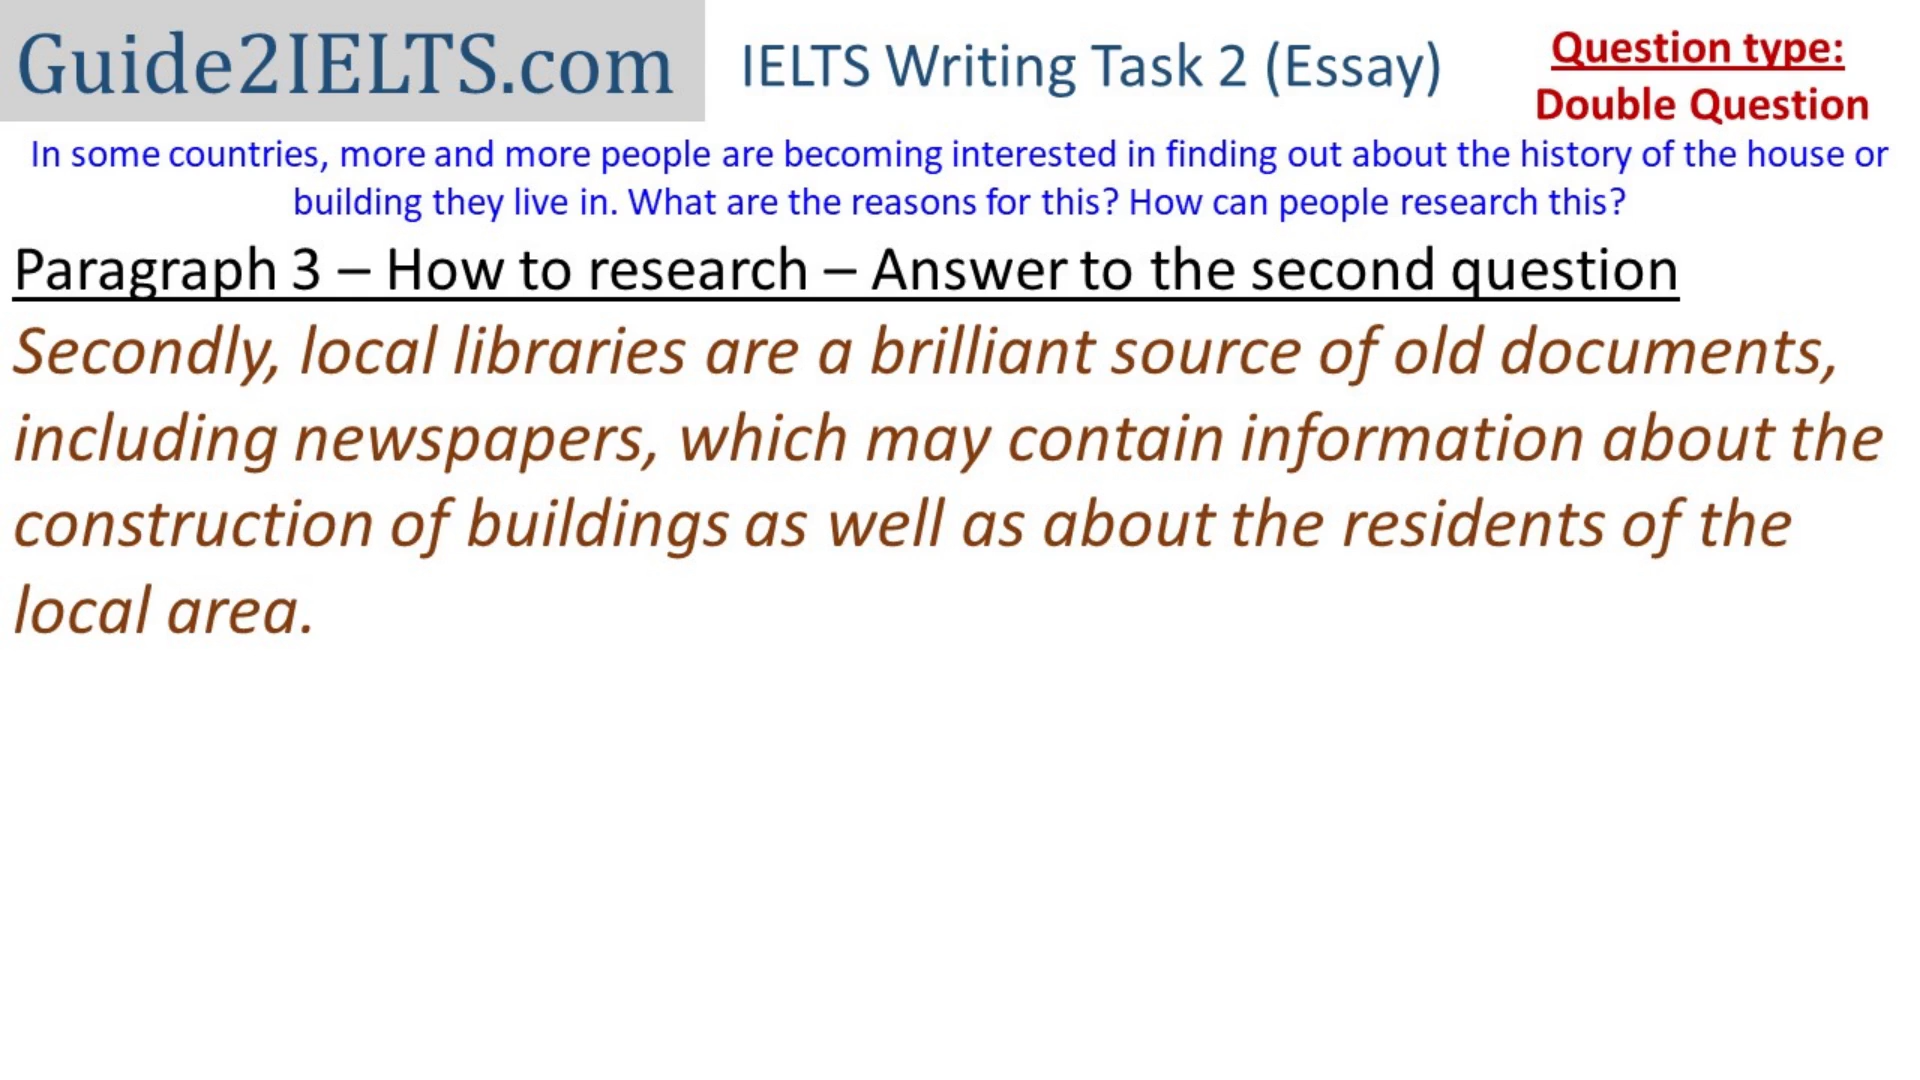 Guide2IELTS.com
IELTS Writing Task 2 (Essay)
Question type:
Double Question
In some countries, more and more people are becoming interested in finding out about the history of the house or
building they live in. What are the reasons for this? How can people research this?
Paragraph 3 – How to research – Answer to the second question
Secondly, local libraries are a brilliant source of old documents,
including newspapers, which may contain information about the
construction of buildings as well as about the residents of the
local area.